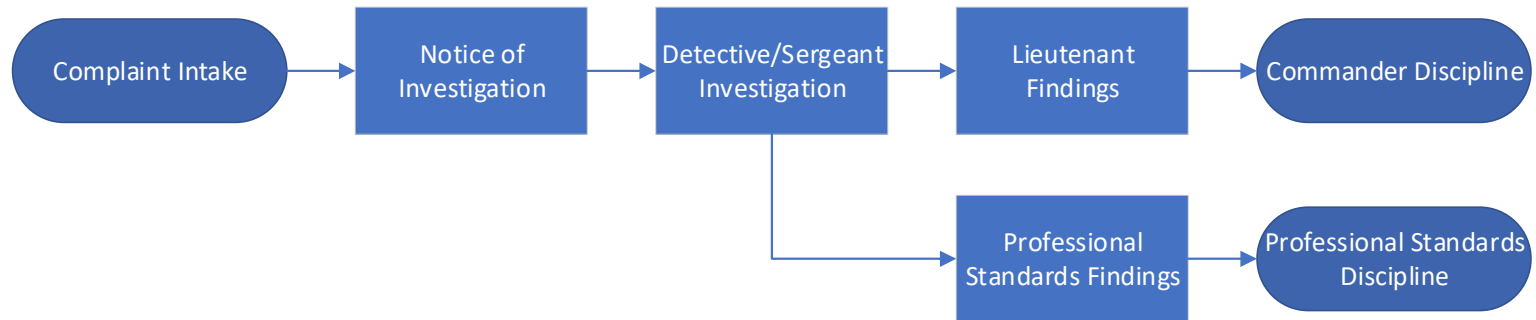 Complaint Intake
Notice of
Investigation
Detective/Sergeant
Investigation
Lieutenant
Findings
Commander Discipline
Professional
Standards Findings
Professional Standards
Discipline